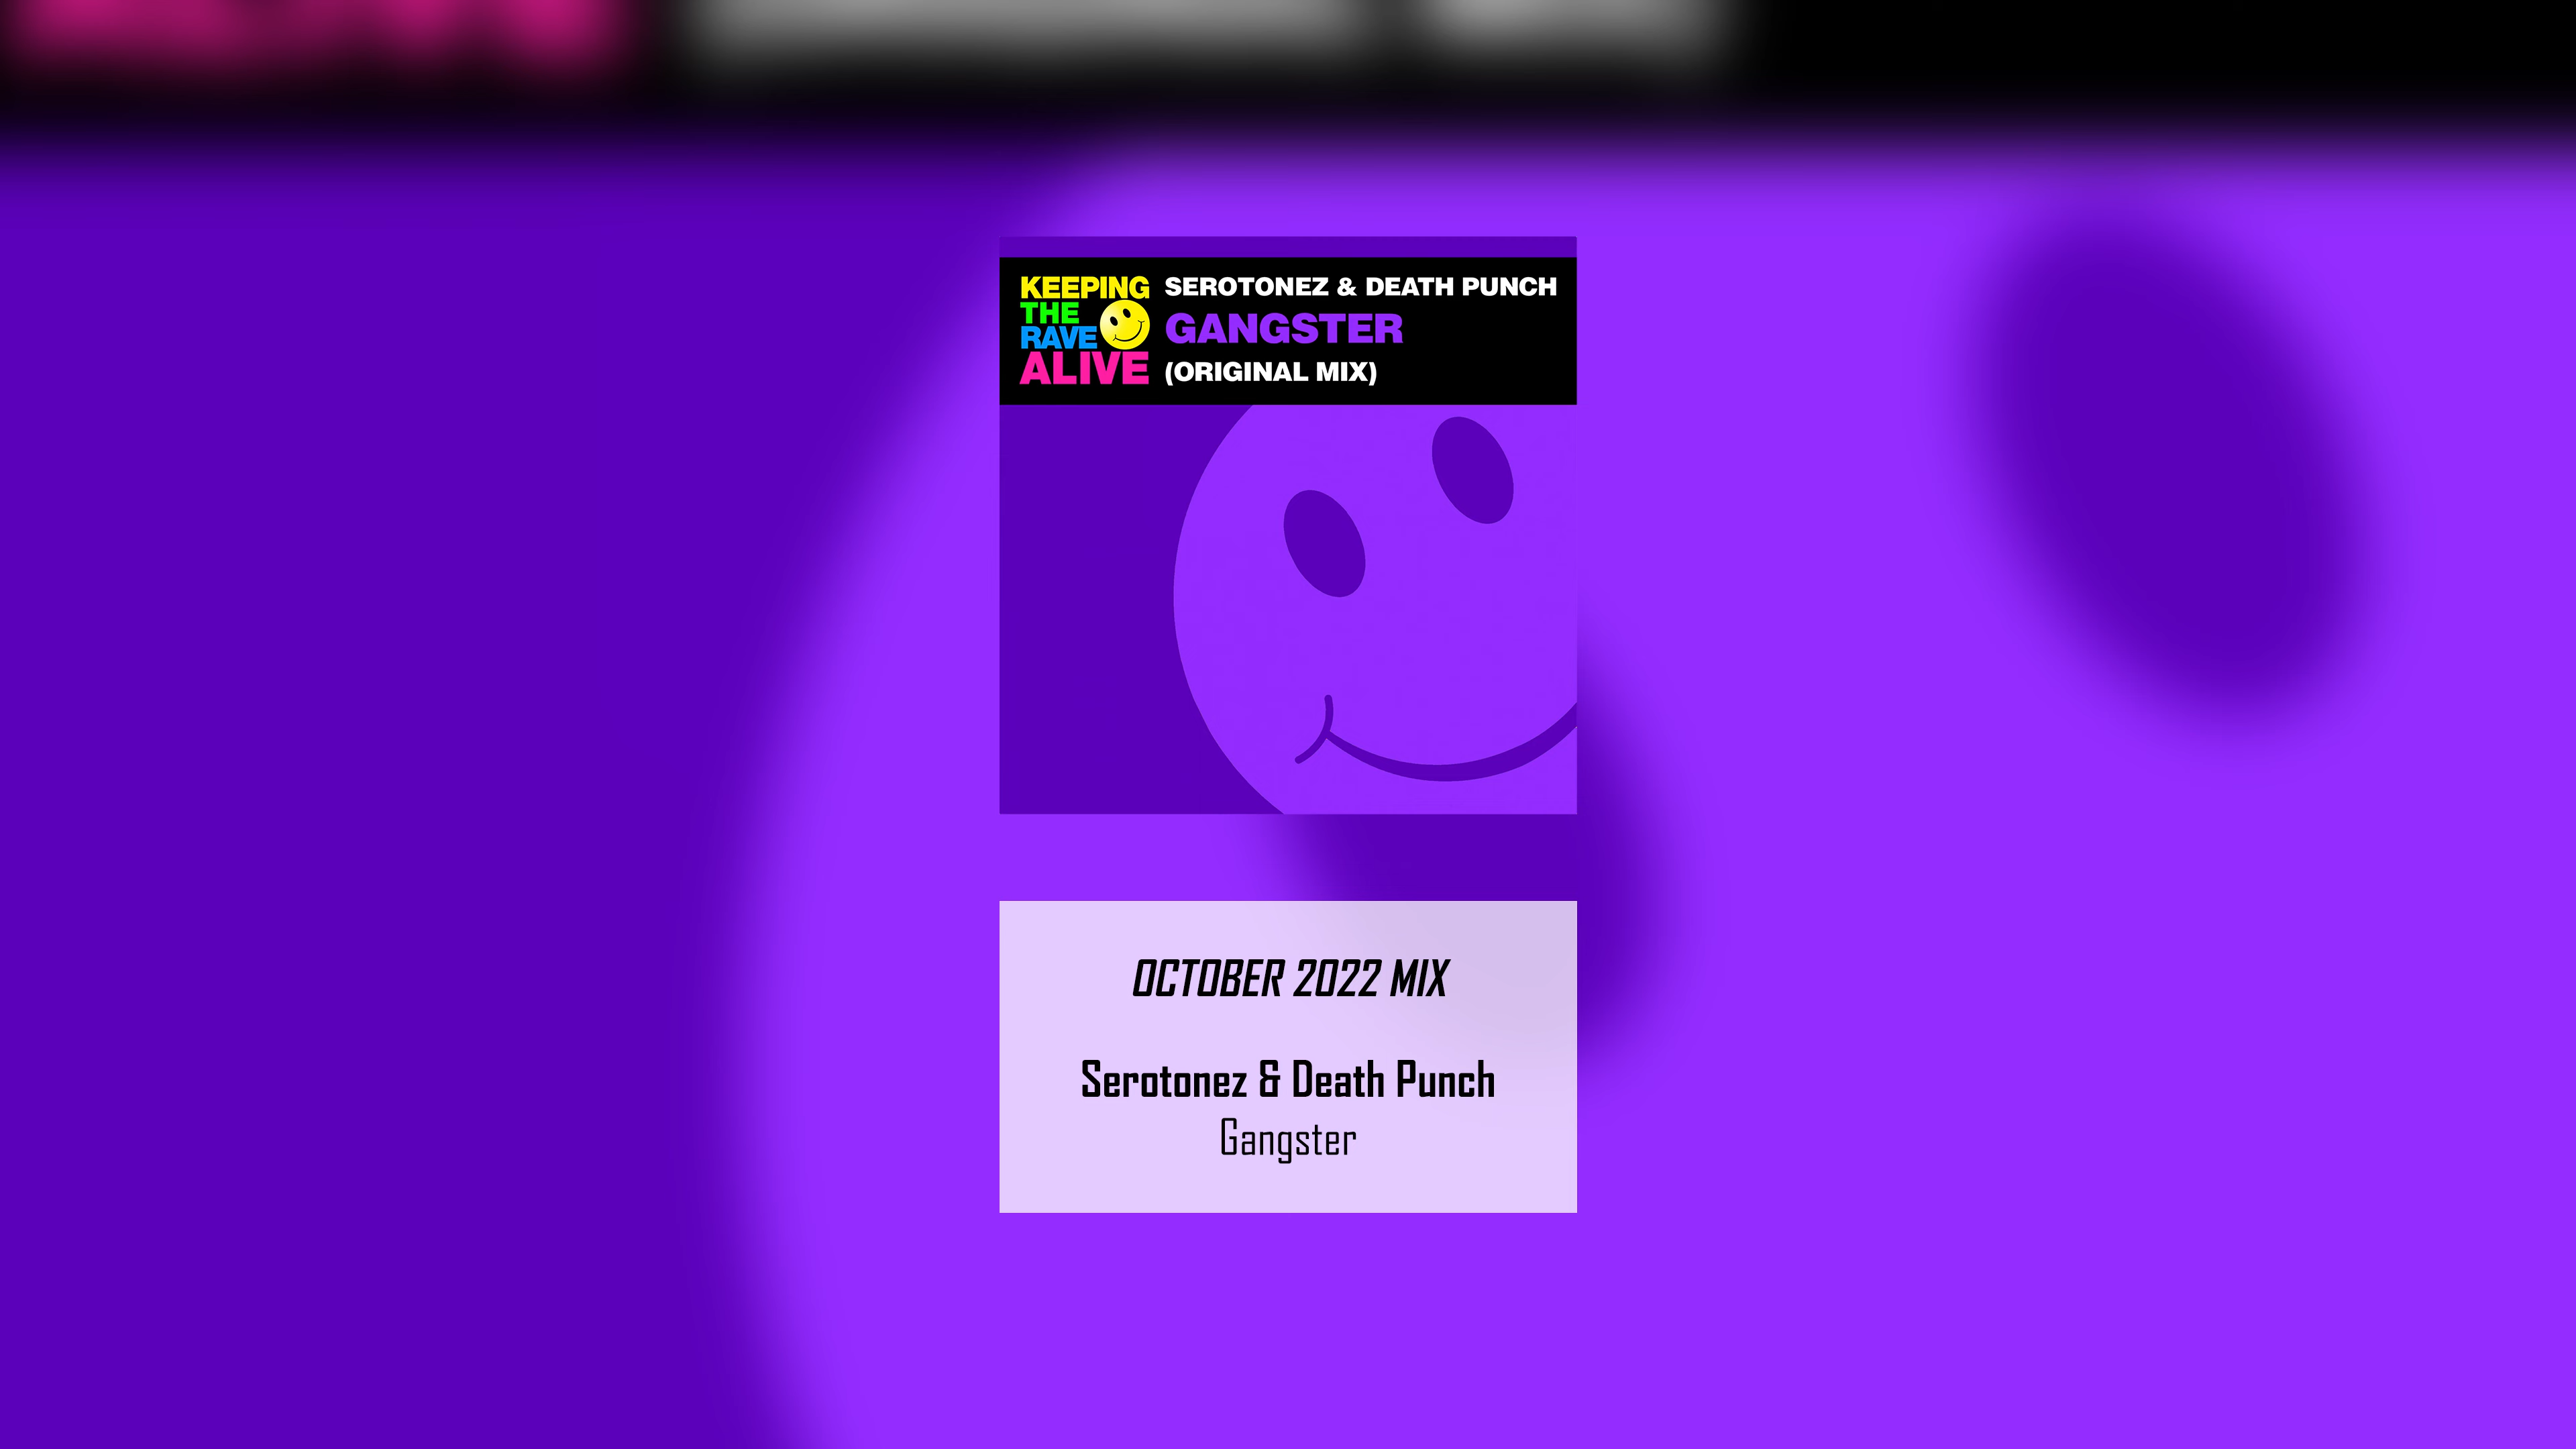 KEEPING
THE
RAVE
ALIVE
SEROTONEZ & DEATH PUNCH
GANGSTER
(ORIGINAL MIX)
OCTOBER 2022 MIX
Serotonez & Death Punch
Gangster